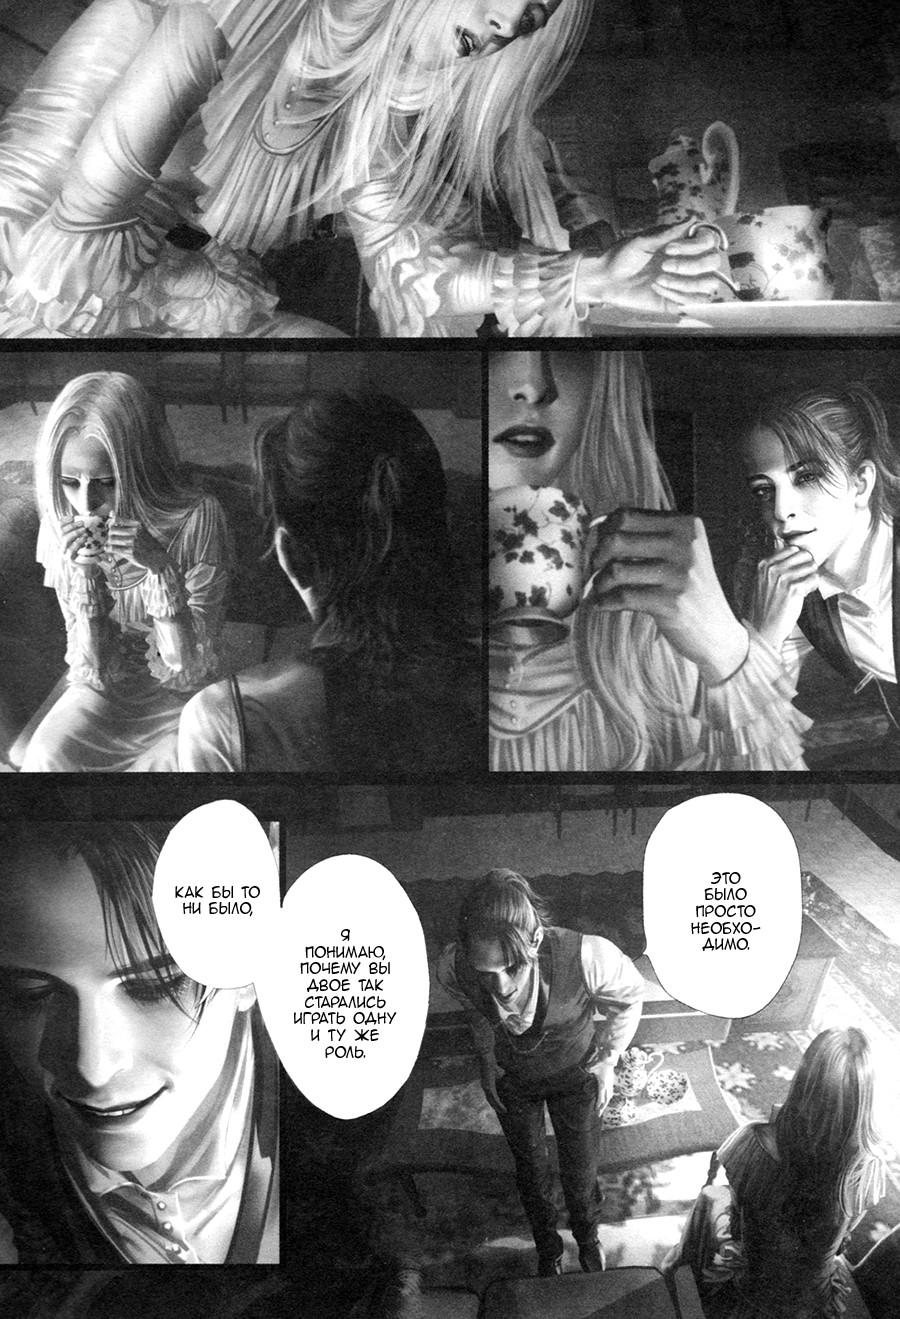 КАК БЫ ТО
НИ БЫЛО,
Я
ПОНИМАЮ,
ПОЧЕМУ ВЫ
ДВОЕ ТАК
СТАРАЛИСЬ
ИГРАТЬ ОДНУ
И ТУ ЖЕ
РОЛЬ.
ЭТО
БЫЛО
ПРОСТО
НЕОБХО-
ДИМО.